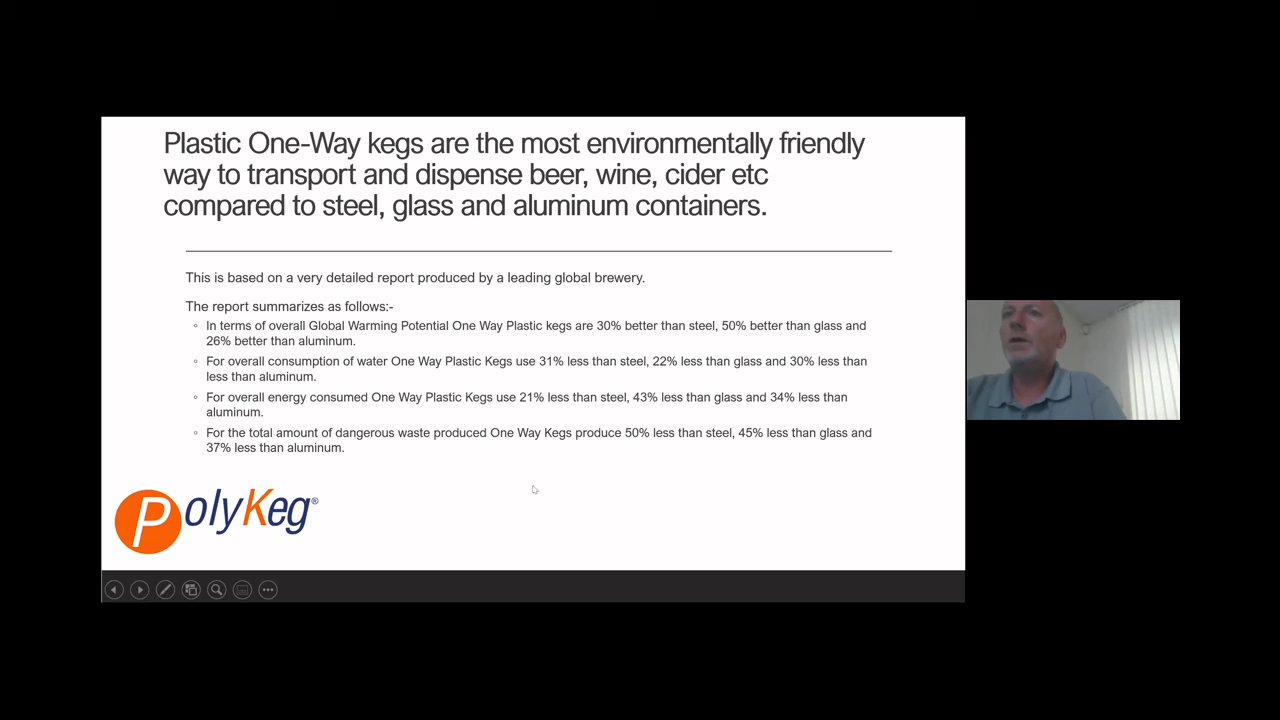 Plastic One-Way kegs are the most environmentally friendly
way to transport and dispense beer, wine, cider etc
compared to steel, glass and aluminum containers.
This is based on a very detailed report produced by a leading global brewery.
The report summarizes as follows:-
◦ In terms of overall Global Warming Potential One Way Plastic kegs are 30% better than steel, 50% better than glass and
26% better than aluminum.
◦ For overall consumption of water One Way Plastic Kegs use 31% less than steel, 22% less than glass and 30% less than
less than aluminum.
◦ For overall energy consumed One Way Plastic Kegs use 21% less than steel, 43% less than glass and 34% less than
aluminum.
◦ For the total amount of dangerous waste produced One Way Kegs produce 50% less than steel, 45% less than glass and
37% less than aluminum.
PolyKeg®